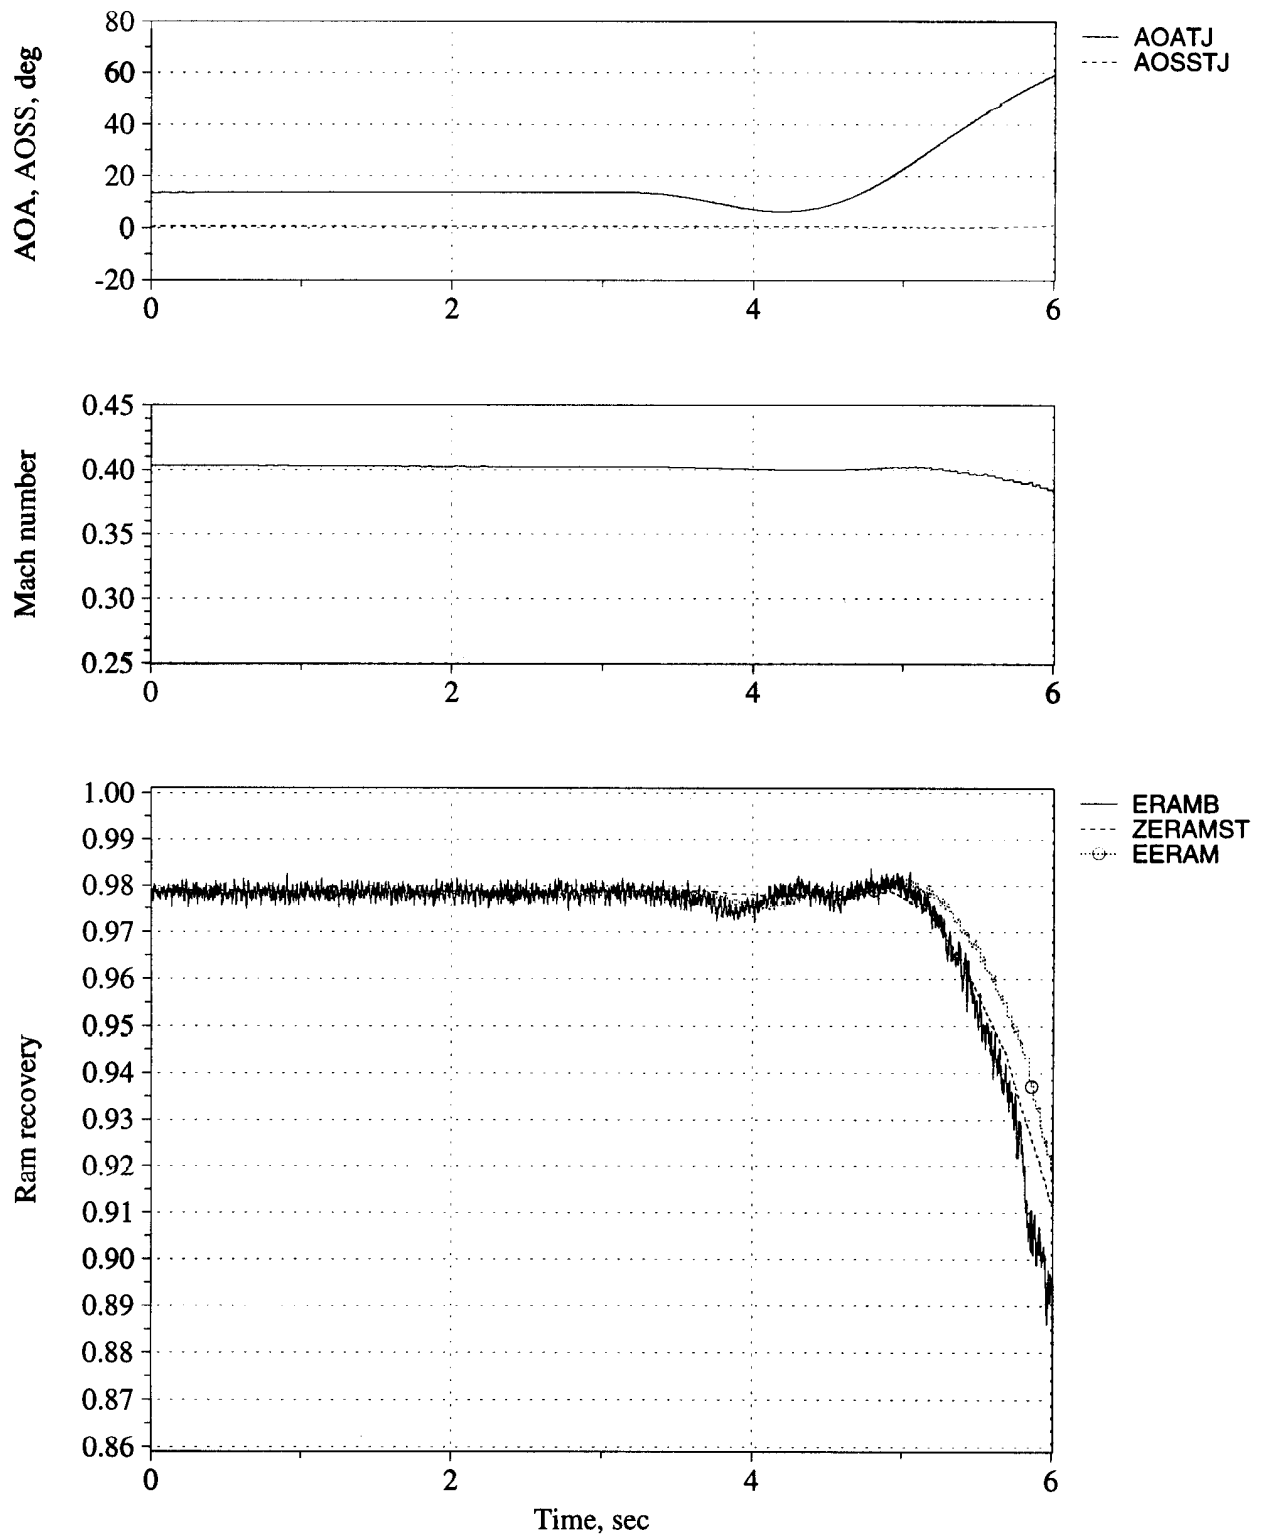 80
60
40
20
0
-20
AOA, AOSS, deg
0 2 4 6
AOATJ
AOSSTJ
0.45
0.40
0.35
0.30
0.25
Mach number
0 2 4 6
1.00
0.99
0.98
0.97
0.96
0.95
0.94
0.93
0.92
0.91
0.90
0.89
0.88
0.87
0.86
Ram recovery
0 2 4 6
Time, sec
ERAMB
ZERAMST
EERAM